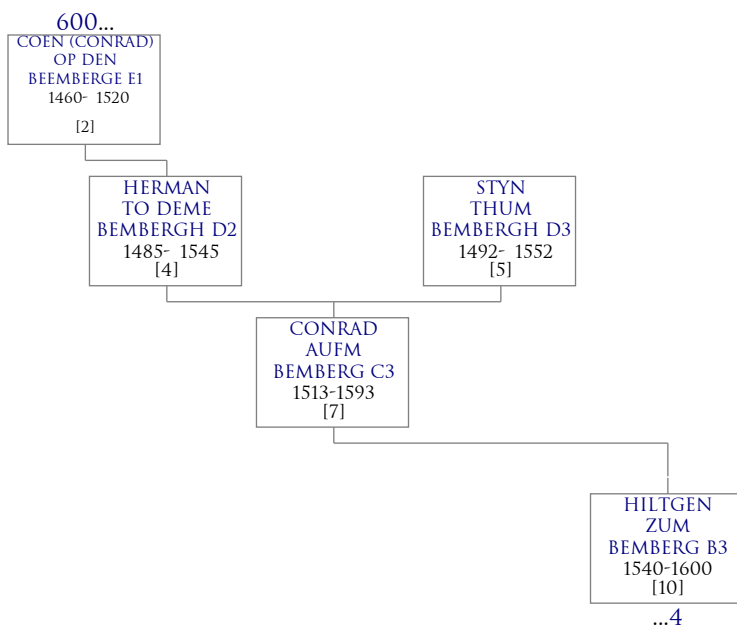 600...
COEN (CONRAD)
OP DEN
BEEMBERGE E1
1460- 1520
[2]
HERMAN
TO DEME
BEMBERGH D2
1485- 1545
[4]
STYN
THUM
BEMBERGH D3
1492- 1552
[5]
CONRAD
AUFM
BEMBERG C3
1513-1593
[7]
HILTGEN
ZUM
BEMBERG B3
1540-1600
[10]
...4